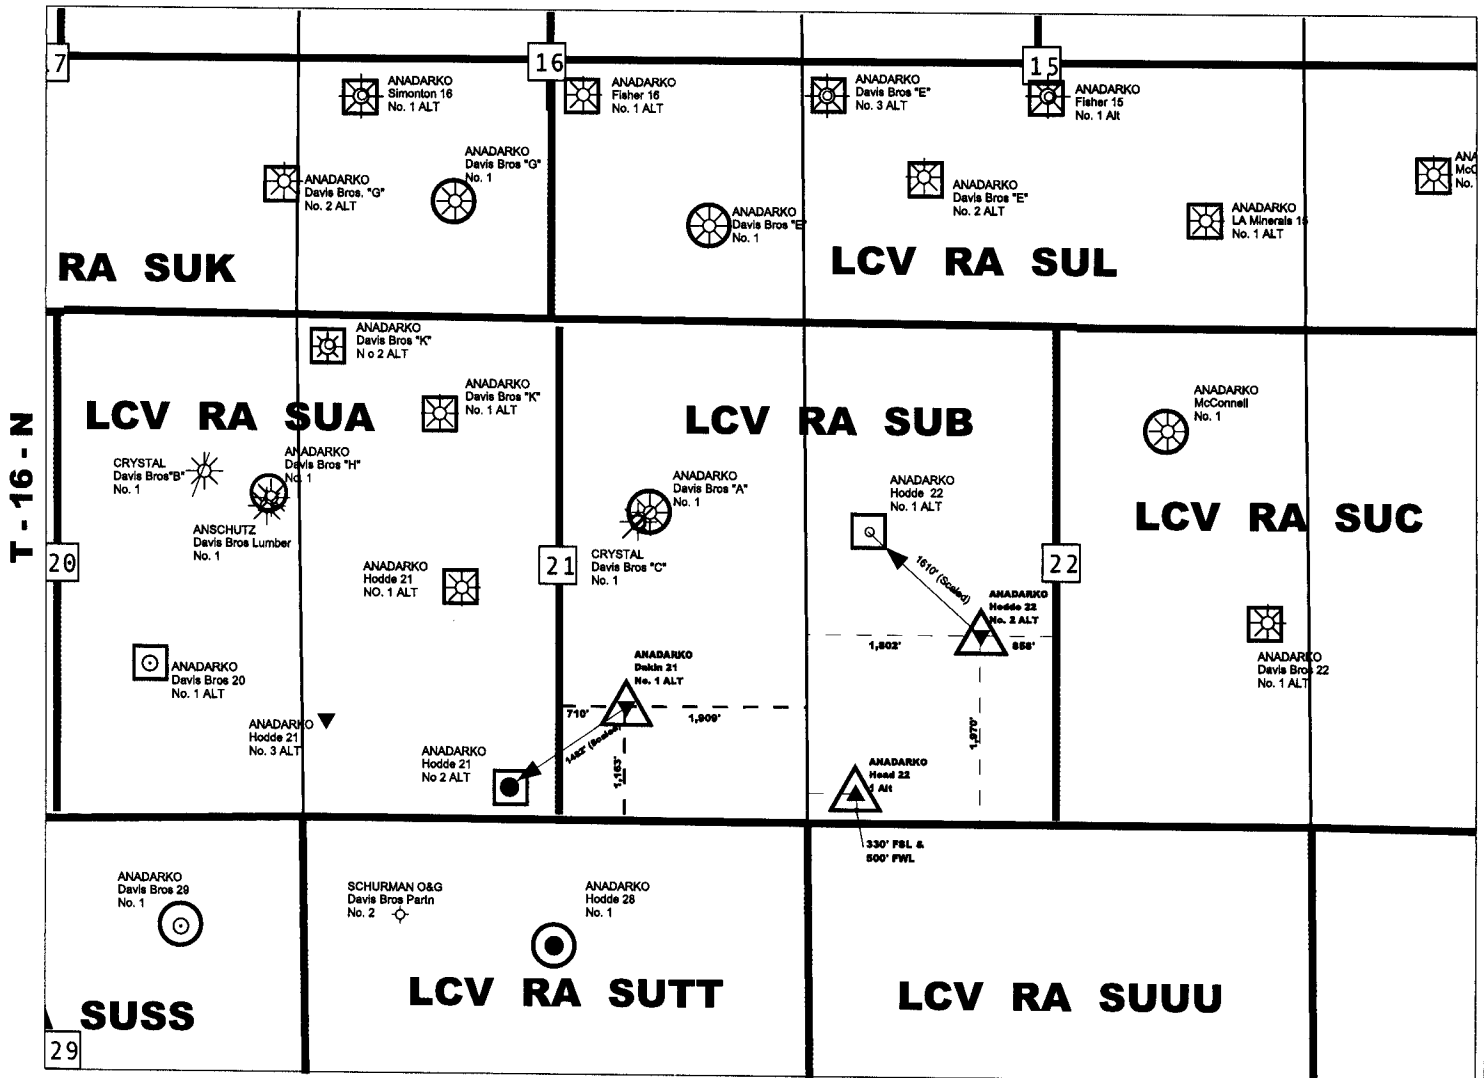 7
16
15
ANADARKO
Simonton 16
No. 1 ALT
ANADARKO
Fisher 16
No. 1 ALT
ANADARKO
Davis Bros "E"
No. 3 ALT
ANADARKO
Fisher 15
No. 1 Alt
ANADARKO
Davis Bros. "G"
No. 2 ALT
ANADARKO
Davis Bros "G"
No. 1
ANADARKO
Davis Bros "E"
No. 1
ANADARKO
Davis Bros "E"
No. 2 ALT
ANADARKO
LA Minerals 15
No. 1 ALT
ANA
McC
No.
RA SUK
LCV RA SUL
ANADARKO
Davis Bros "K"
N o 2 ALT
ANADARKO
Davis Bros "K"
No. 1 ALT
LCV RA SUA
LCV RA SUB
ANADARKO
McConnell
No. 1
T - 16 - N
CRYSTAL
Davis Bros"B"
No. 1
ANADARKO
Davis Bros "H"
No. 1
ANSCHUTZ
Davis Bros Lumber
No. 1
ANADARKO
Davis Bros "A"
No. 1
CRYSTAL
Davis Bros "C"
No. 1
ANADARKO
Hodde 22
No. 1 ALT
LCV RA SUC
20
21
22
ANADARKO
Hodde 21
NO. 1 ALT
1610' (Scaled)
ANADARKO
Hodde 22
No. 2 ALT
1,802'
858'
1,970'
ANADARKO
Davis Bros 22
No. 1 ALT
ANADARKO
Davis Bros 20
No. 1 ALT
ANADARKO
Dakin 21
No. 1 ALT
710'
1,909'
1482' (Scaled)
1,163'
ANADARKO
Hodde 21
No. 3 ALT
ANADARKO
Hodde 21
No 2 ALT
ANADARKO
Head 22
1 Alt
330' FSL &
500' FWL
ANADARKO
Davis Bros 29
No. 1
SCHURMAN O&G
Davis Bros Parin
No. 2
ANADARKO
Hodde 28
No. 1
SUSS
LCV RA SUTT
LCV RA SUUU
29